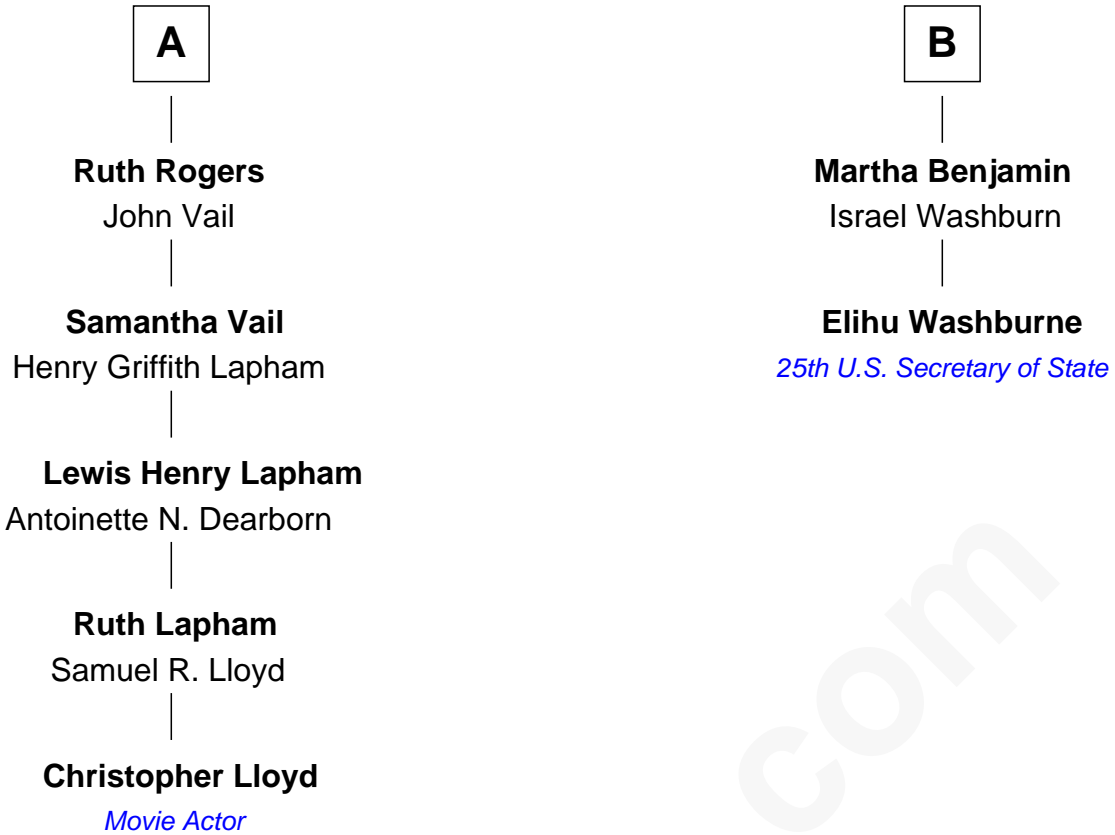 A
Ruth Rogers
John Vail
Samantha Vail
Henry Griffith Lapham
Lewis Henry Lapham
Antoinette N. Dearborn
Ruth Lapham
Samuel R. Lloyd
Christopher Lloyd
Movie Actor
B
Martha Benjamin
Israel Washburn
Elihu Washburne
25th U.S. Secretary of State
com